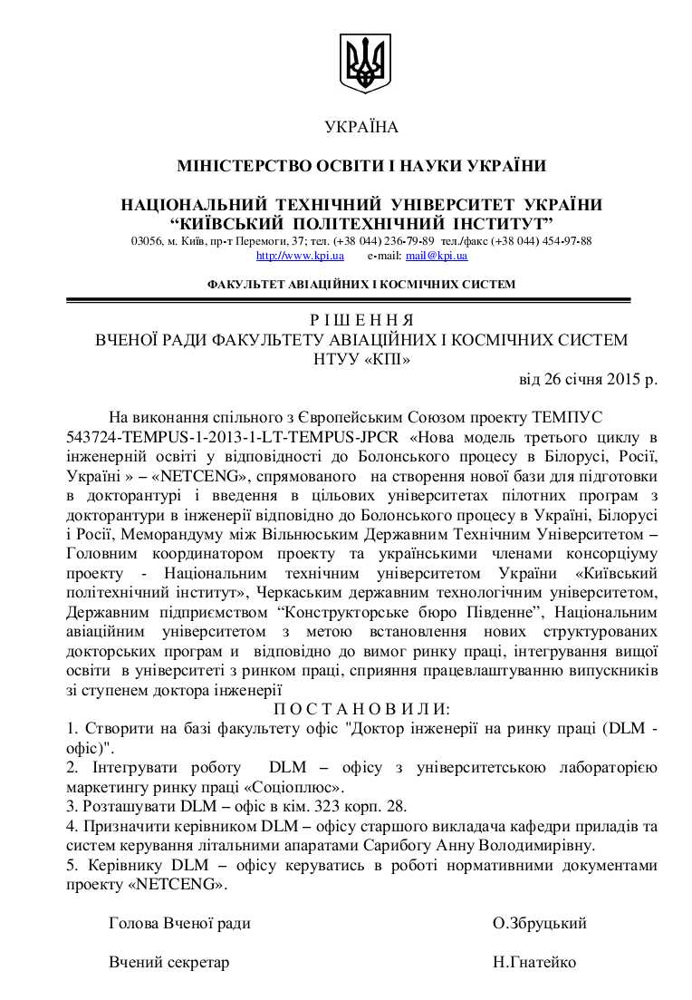 УКРАЇНА
МІНІСТЕРСТВО ОСВІТИ І НАУКИ УКРАЇНИ
НАЦІОНАЛЬНИЙ ТЕХНІЧНИЙ УНІВЕРСИТЕТ УКРАЇНИ
“КИЇВСЬКИЙ ПОЛІТЕХНІЧНИЙ ІНСТИТУТ”
03056, м. Київ, пр-т Перемоги, 37; тел. (+38 044) 236-79-89 тел./факс (+38 044) 454-97-88
http://www.kpi.ua e-mail: mail@kpi.ua
ФАКУЛЬТЕТ АВІАЦІЙНИХ І КОСМІЧНИХ СИСТЕМ
Р І Ш Е Н Н Я
ВЧЕНОЇ РАДИ ФАКУЛЬТЕТУ АВІАЦІЙНИХ І КОСМІЧНИХ СИСТЕМ
НТУУ «КПІ»
від 26 січня 2015 р.
На виконання спільного з Європейським Союзом проекту ТЕМПУС
543724-TEMPUS-1-2013-1-LT-TEMPUS-JPCR «Нова модель третього циклу в
інженерній освіті у відповідності до Болонського процесу в Білорусі, Росії,
Україні » – «NETCENG», спрямованого на створення нової бази для підготовки
в докторантурі і введення в цільових університетах пілотних програм з
докторантури в інженерії відповідно до Болонського процесу в Україні, Білорусі
і Росії, Меморандуму між Вільнюським Державним Технічним Університетом –
Головним координатором проекту та українськими членами консорціуму
проекту - Національним технічним університетом України «Київський
політехнічний інститут», Черкаським державним технологічним університетом,
Державним підприємством “Конструкторське бюро Південне”, Національним
авіаційним університетом з метою встановлення нових структурованих
докторських програм и відповідно до вимог ринку праці, інтегрування вищої
освіти в університеті з ринком праці, сприяння працевлаштуванню випускників
зі ступенем доктора інженерії
П О С Т А Н О В И Л И:
1. Створити на базі факультету офіс "Доктор інженерії на ринку праці (DLM -
офіс)".
2. Інтегрувати роботу DLM – офісу з університетською лабораторією
маркетингу ринку праці «Соціоплюс».
3. Розташувати DLM – офіс в кім. 323 корп. 28.
4. Призначити керівником DLM – офісу старшого викладача кафедри приладів та
систем керування літальними апаратами Сарибогу Анну Володимирівну.
5. Керівнику DLM – офісу керуватись в роботі нормативними документами
проекту «NETCENG».
Голова Вченої ради О.Збруцький
Вчений секретар Н.Гнатейко